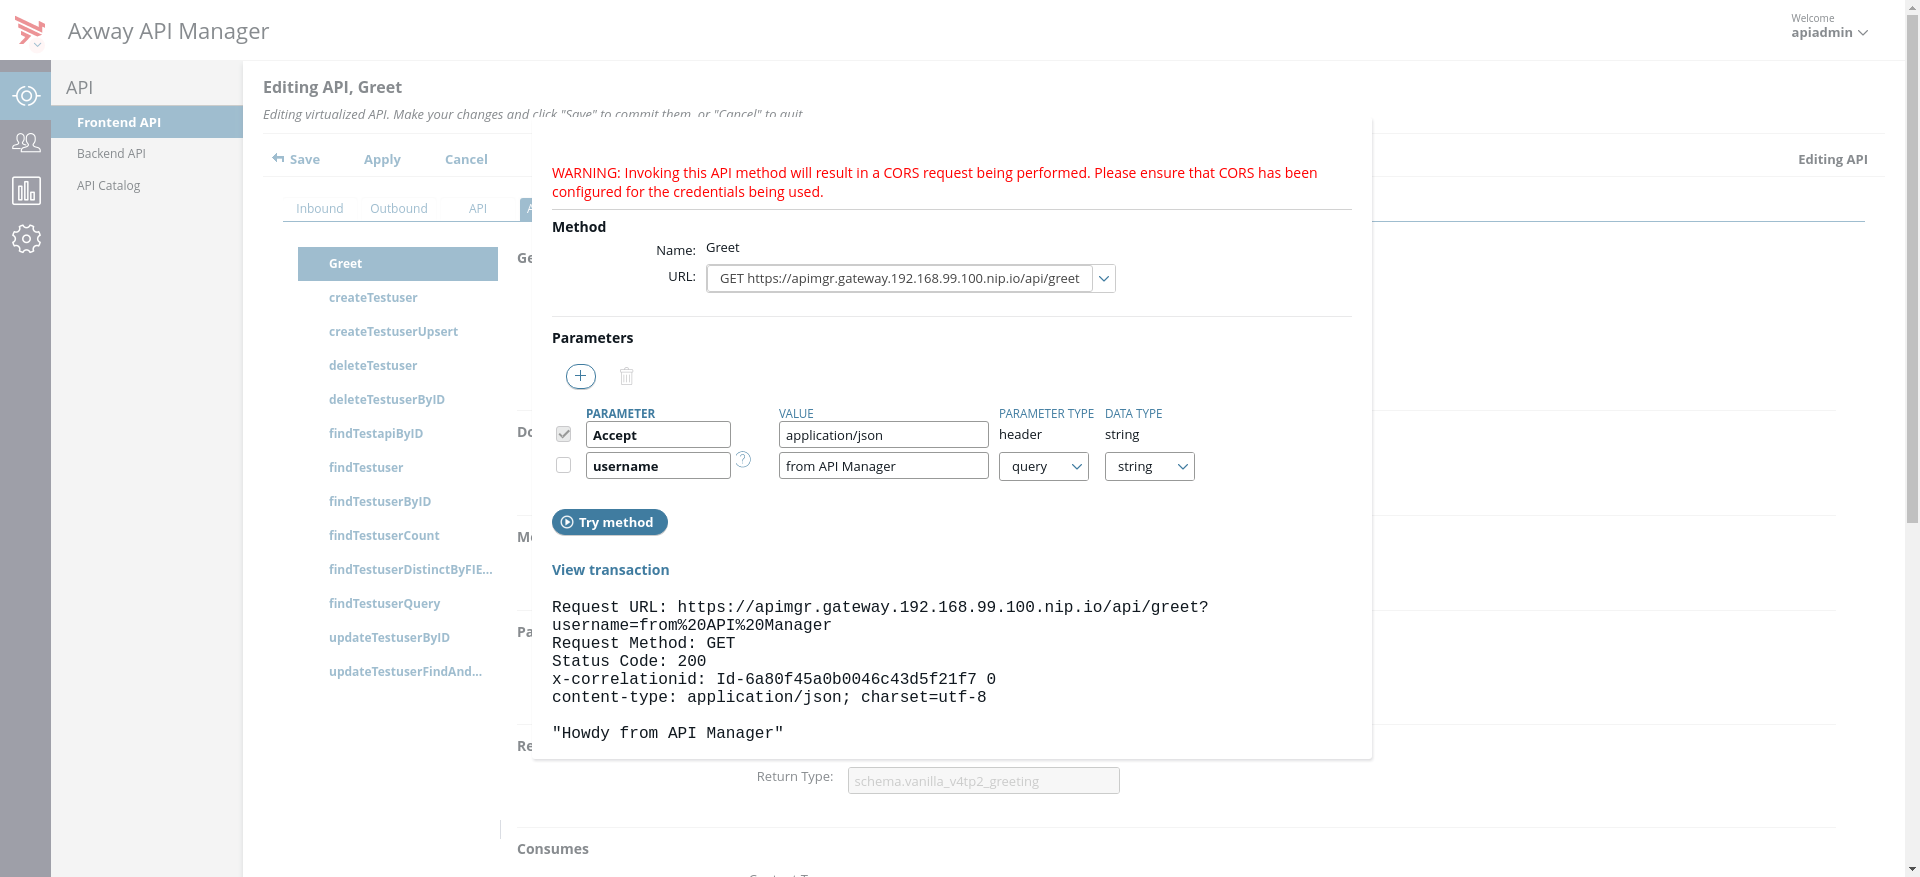 Axway API Manager
Welcome
apiadmin
API
Frontend API
Backend API
API Catalog
Editing API, Greet
Editing virtualized API. Make your changes and click "Save" to commit them, or "Cancel" to quit
Save
Apply
Cancel
Editing API
Inbound
Outbound
API
A
Greet
createTestuser
createTestuserUpsert
deleteTestuser
deleteTestuserByID
findTestapiByID
findTestuser
findTestuserByID
findTestuserCount
findTestuserDistinctByFIE...
findTestuserQuery
updateTestuserByID
updateTestuserFindAnd...
Ge
Do
Me
Pa
Re
WARNING: Invoking this API method will result in a CORS request being performed. Please ensure that CORS has been
configured for the credentials being used.
Method
Name: Greet
URL: GET https://apimgr.gateway.192.168.99.100.nip.io/api/greet
Parameters
PARAMETER VALUE PARAMETER TYPE DATA TYPE
Accept application/json header string
username ? from API Manager query string
Try method
View transaction
Request URL: https://apimgr.gateway.192.168.99.100.nip.io/api/greet?
username=from%20API%20Manager
Request Method: GET
Status Code: 200
x-correlationid: Id-6a80f45a0b0046c43d5f21f7 0
content-type: application/json; charset=utf-8
"Howdy from API Manager"
Return Type: schema.vanilla_v4tp2_greeting
Consumes